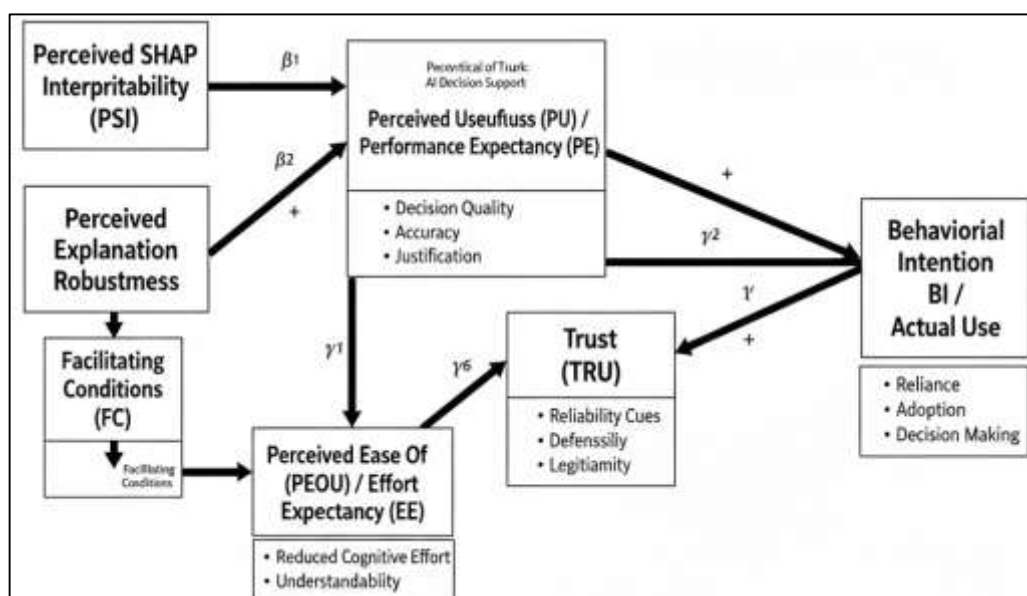 Perceived SHAP
Interpritability
(PSI)
β1
AI Decision Support
Perceived Useufluss (PU) /
Performance Expectancy (PE)
• Decision Quality
• Accuracy
• Justification
β2
+
Perceived
Explanation
Robustmess
+
γ2
Behaviorial
Intention
BI /
Actual Use
• Reliance
• Adoption
• Decision Making
γ
+
Facilitating
Conditions
(FC)
Facillitating
Conditions
γ1
γ6
Trust
(TRU)
• Reliability Cues
• Defenssiliy
• Legitiamity
Perceived Ease Of
(PEOU) / Effort
Expectancy (EE)
• Reduced Cognitive Effort
• Understandabiity